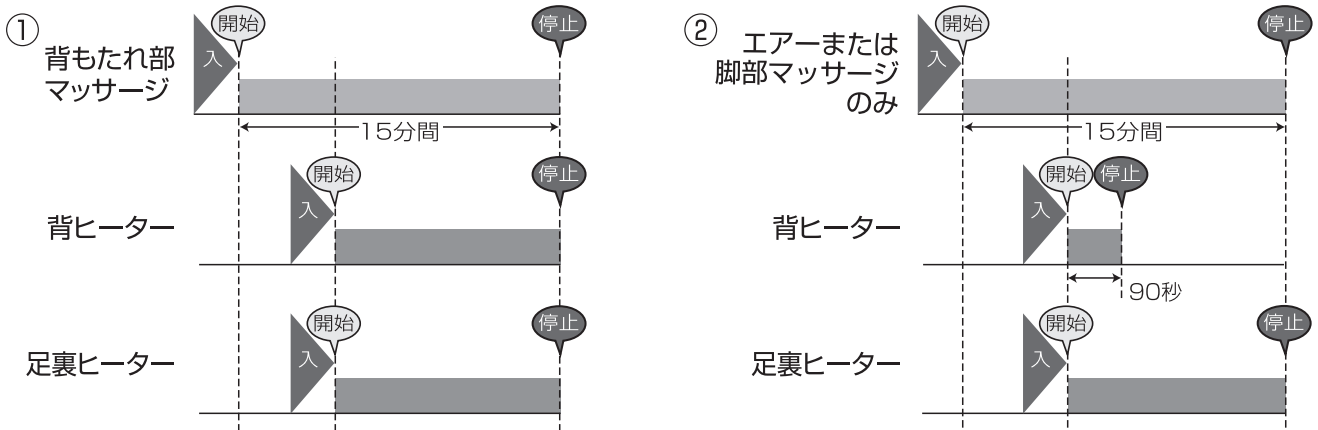 ①
背もたれ部
マッサージ
入
開始
停止
15分間
背ヒーター
入
開始
停止
足裏ヒーター
入
開始
停止
②
エアーまたは
脚部マッサージ
のみ
入
開始
停止
15分間
背ヒーター
入
開始
停止
90秒
足裏ヒーター
入
開始
停止